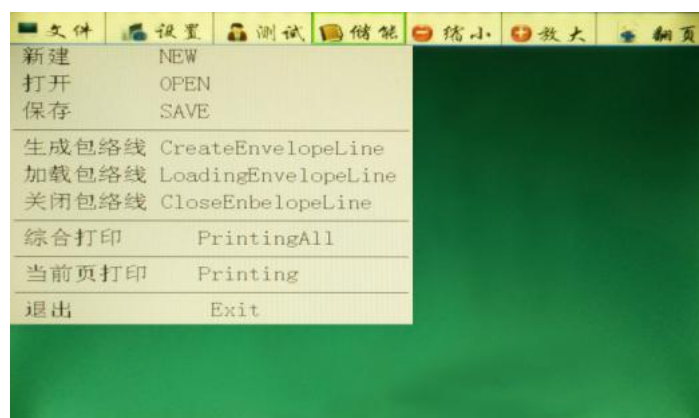 文件 设置 测试 储能 缩小 放大 翻页
新建 NEW
打开 OPEN
保存 SAVE
生成包络线 CreateEnvelopeLine
加载包络线 LoadingEnvelopeLine
关闭包络线 CloseEnbelopeLine
综合打印 PrintingAll
当前页打印 Printing
退出 Exit